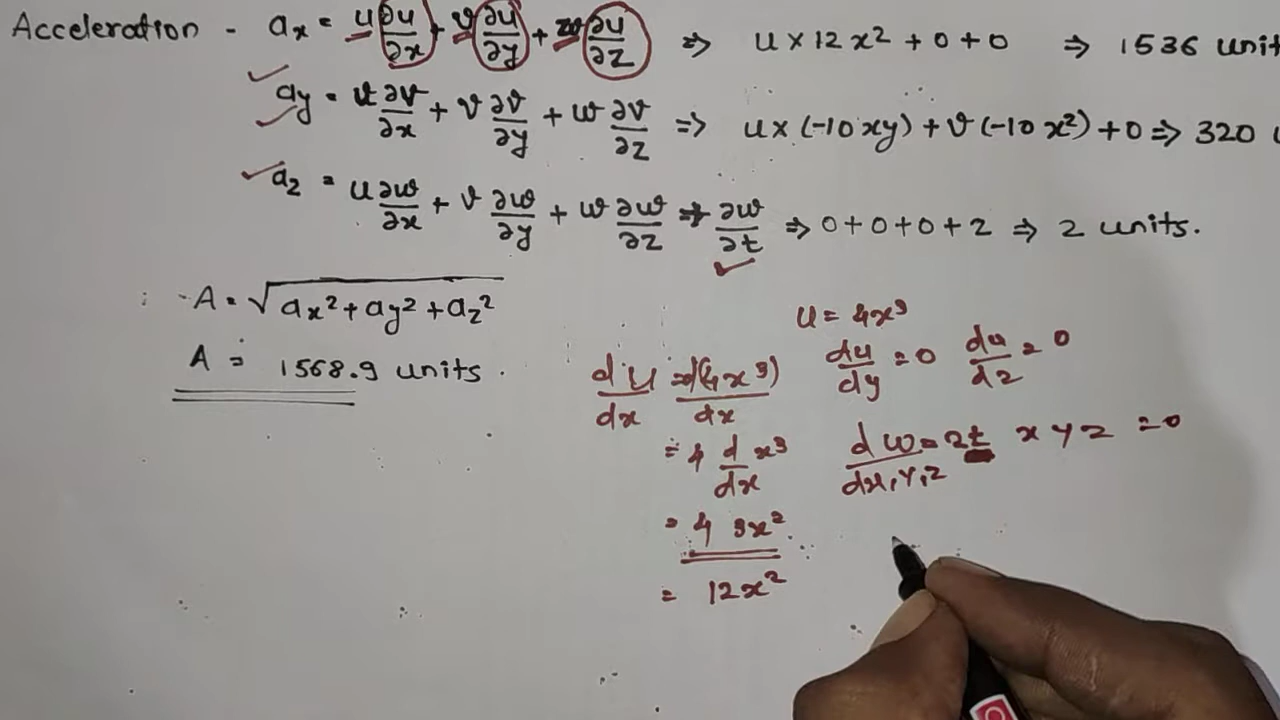 Acceleration - ax = u ∂u/∂x + v ∂u/∂y + w ∂u/∂z ⇒ u x 12x² + 0 + 0 ⇒ 1536 unit
ay = u ∂v/∂x + v ∂v/∂y + w ∂v/∂z ⇒ u x (-10xy) + v (-10x²) + 0 ⇒ 320
az = u ∂w/∂x + v ∂w/∂y + w ∂w/∂z + ∂w/∂t ⇒ 0+0+0+2 ⇒ 2 units.
A = √(ax² + ay² + az²)
A = 1568.9 units.
du/dx = d(4x³)/dx
= 4 d/dx x³
= 4 3x²
= 12x²
u = 4x³
du/dy = 0 du/dz = 0
dw/dx,y,z = 2t x y z = 0